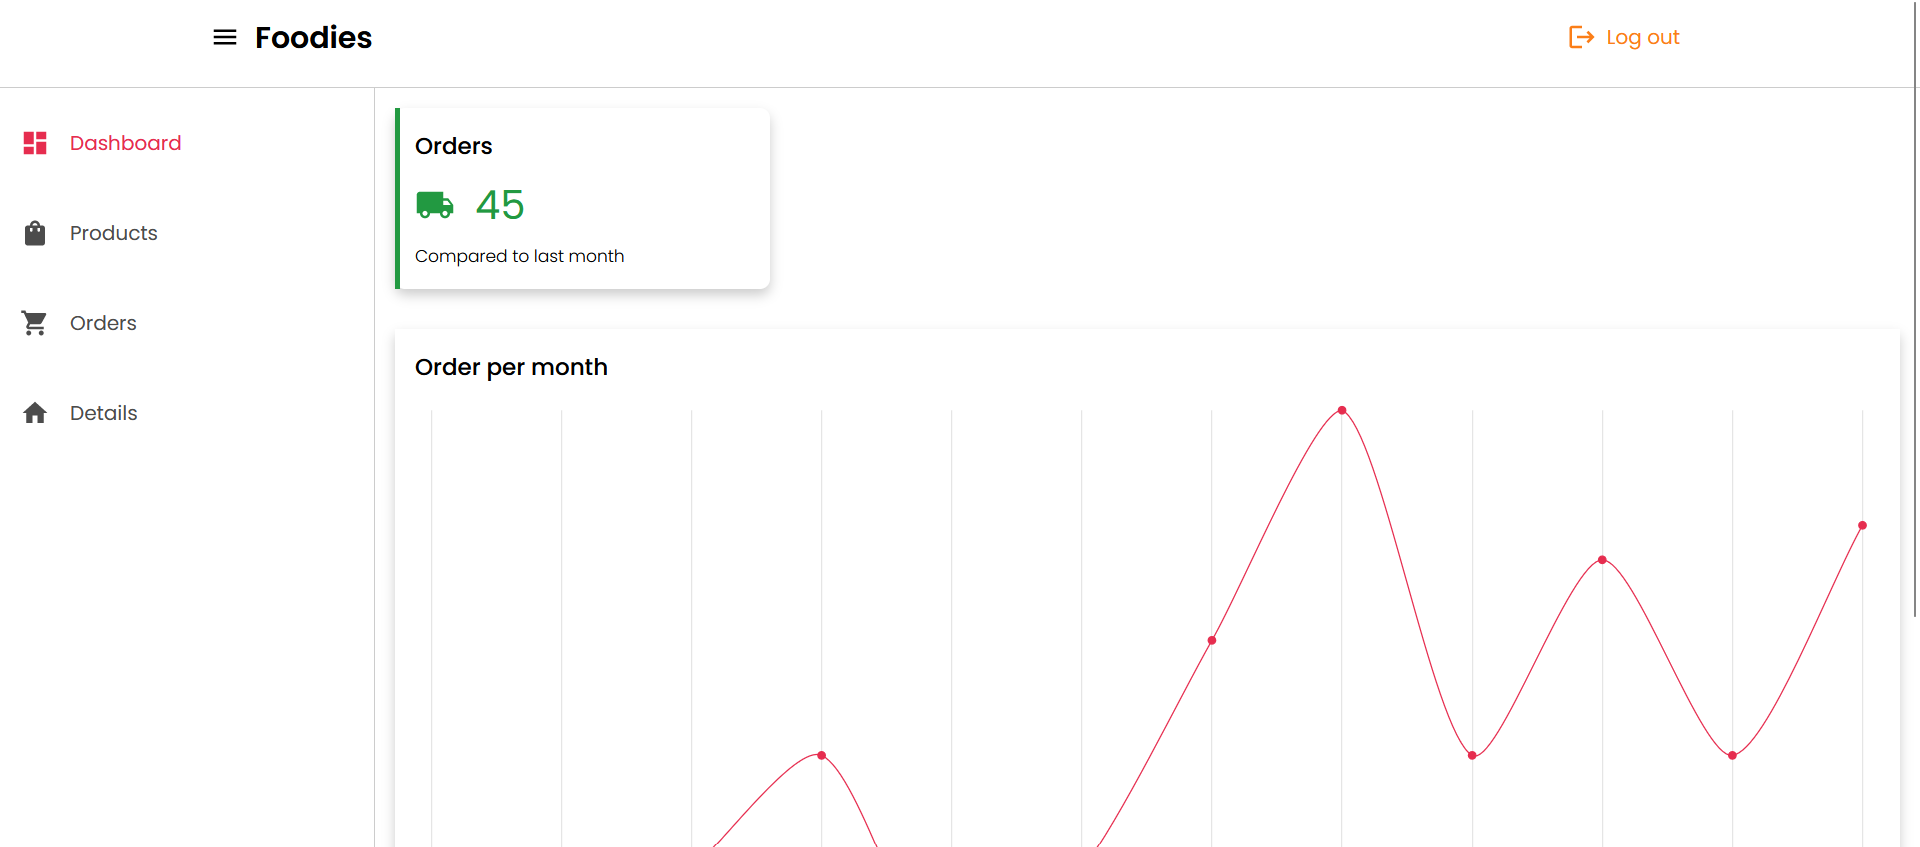 Foodies
Log out
Dashboard
Products
Orders
Details
Orders
45
Compared to last month
Order per month